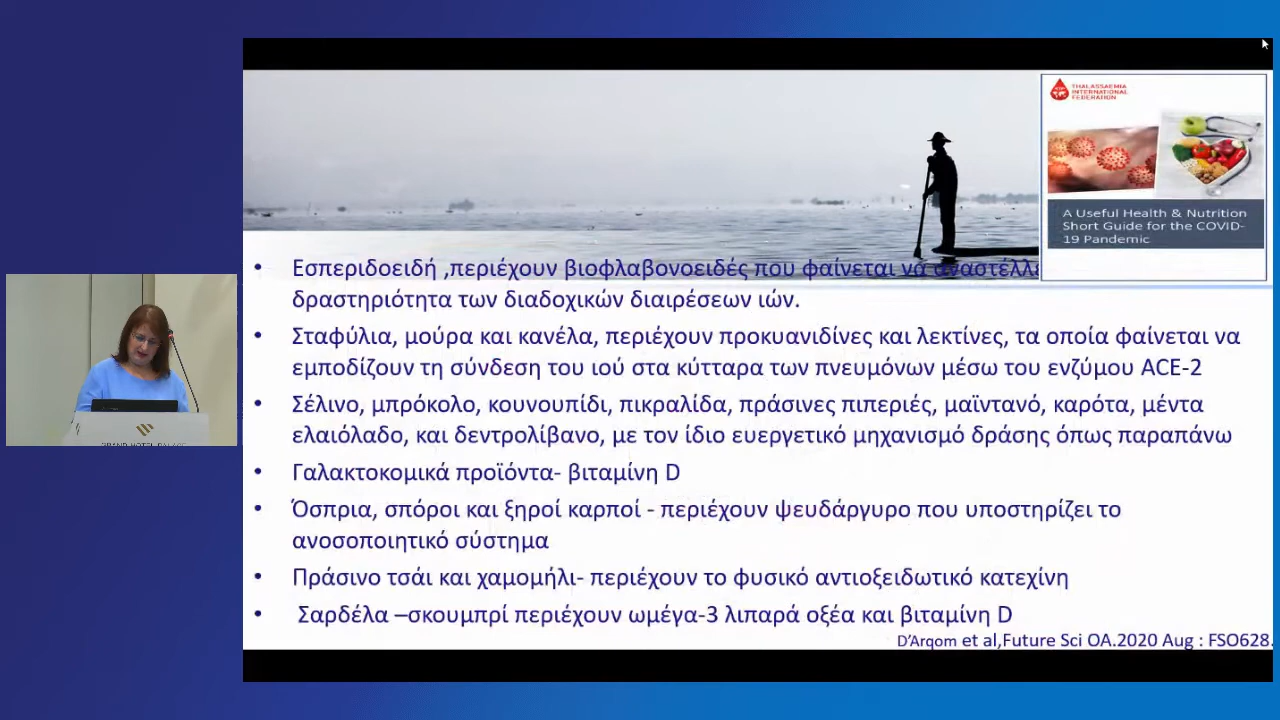 THALASSAEMIA
INTERNATIONAL
FEDERATION
A Useful Health & Nutrition
Short Guide for the COVID-
19 Pandemic
• Εσπεριδοειδή ,περιέχουν βιοφλαβονοειδές που φαίνεται να
δραστηριότητα των διαδοχικών διαιρέσεων ιών.
• Σταφύλια, μούρα και κανέλα, περιέχουν προκυανιδίνες και λεκτίνες, τα οποία φαίνεται να
εμποδίζουν τη σύνδεση του ιού στα κύτταρα των πνευμόνων μέσω του ενζύμου ACE-2
• Σέλινο, μπρόκολο, κουνουπίδι, πικραλίδα, πράσινες πιπεριές, μαϊντανό, καρότα, μέντα
ελαιόλαδο, και δεντρολίβανο, με τον ίδιο ευεργετικό μηχανισμό δράσης όπως παραπάνω
• Γαλακτοκομικά προϊόντα- βιταμίνη D
• Όσπρια, σπόροι και ξηροί καρποί - περιέχουν ψευδάργυρο που υποστηρίζει το
ανοσοποιητικό σύστημα
• Πράσινο τσάι και χαμομήλι- περιέχουν το φυσικό αντιοξειδωτικό κατεχίνη
• Σαρδέλα –σκουμπρί περιέχουν ωμέγα-3 λιπαρά οξέα και βιταμίνη D
D'Arqom et al,Future Sci OA.2020 Aug : FSO628.
GRAND HOTEL PALACE